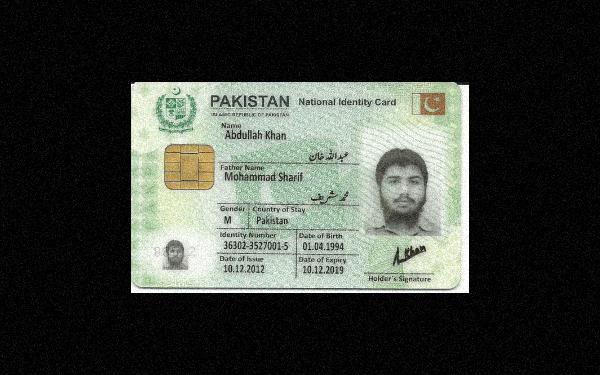 PAKISTAN National Identity Card
ISLAMIC REPUBLIC OF PAKISTAN
Name
Abdullah Khan
عبداللہ خان
Father Name
Mohammad Sharif
محمد شریف
Gender Country of Stay
M Pakistan
Identity Number Date of Birth
36302-3527001-5 01.04.1994
Date of Issue Date of Expiry
10.12.2012 10.12.2019
Holder's Signature